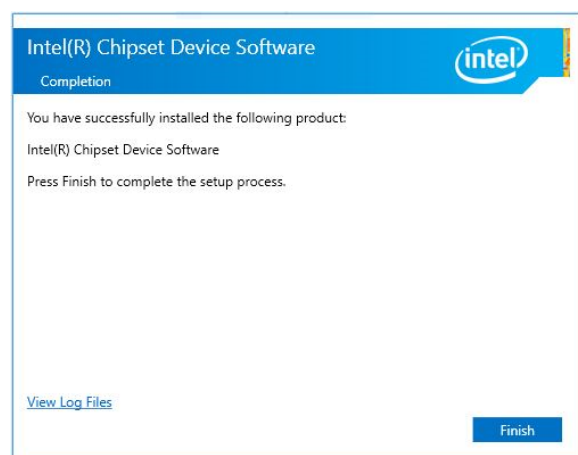 Intel(R) Chipset Device Software
intel
Completion
You have successfully installed the following product:
Intel(R) Chipset Device Software
Press Finish to complete the setup process.
View Log Files
Finish